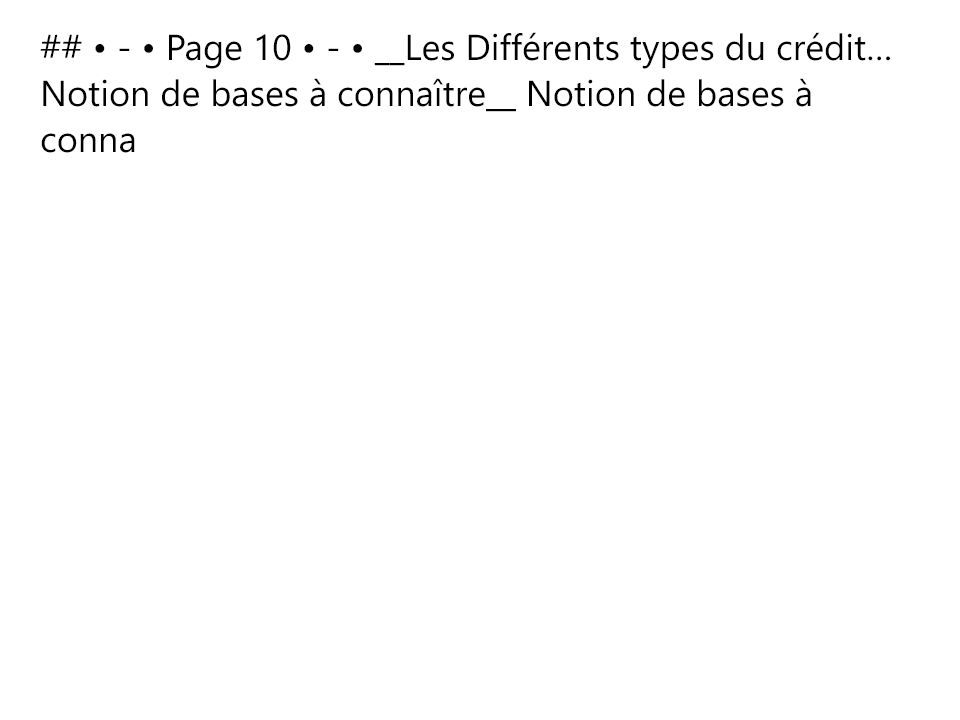 ## • - • Page 10 • - • __Les Différents types du crédit…
Notion de bases à connaître__ Notion de bases à
conna